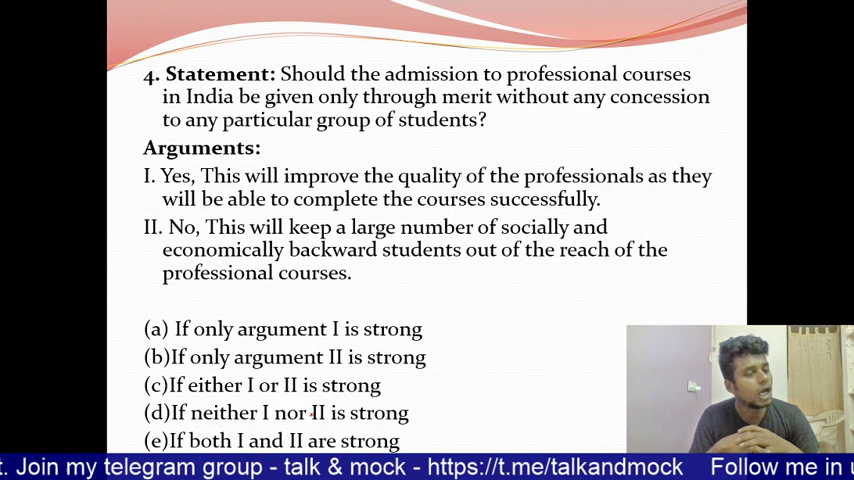 4. Statement: Should the admission to professional courses
in India be given only through merit without any concession
to any particular group of students?
Arguments:
I. Yes, This will improve the quality of the professionals as they
will be able to complete the courses successfully.
II. No, This will keep a large number of socially and
economically backward students out of the reach of the
professional courses.
(a) If only argument I is strong
(b)If only argument II is strong
(c)If either I or II is strong
(d)If neither I nor II is strong
(e)If both I and II are strong
t. Join my telegram group - talk & mock - https://t.me/talkandmock Follow me in u